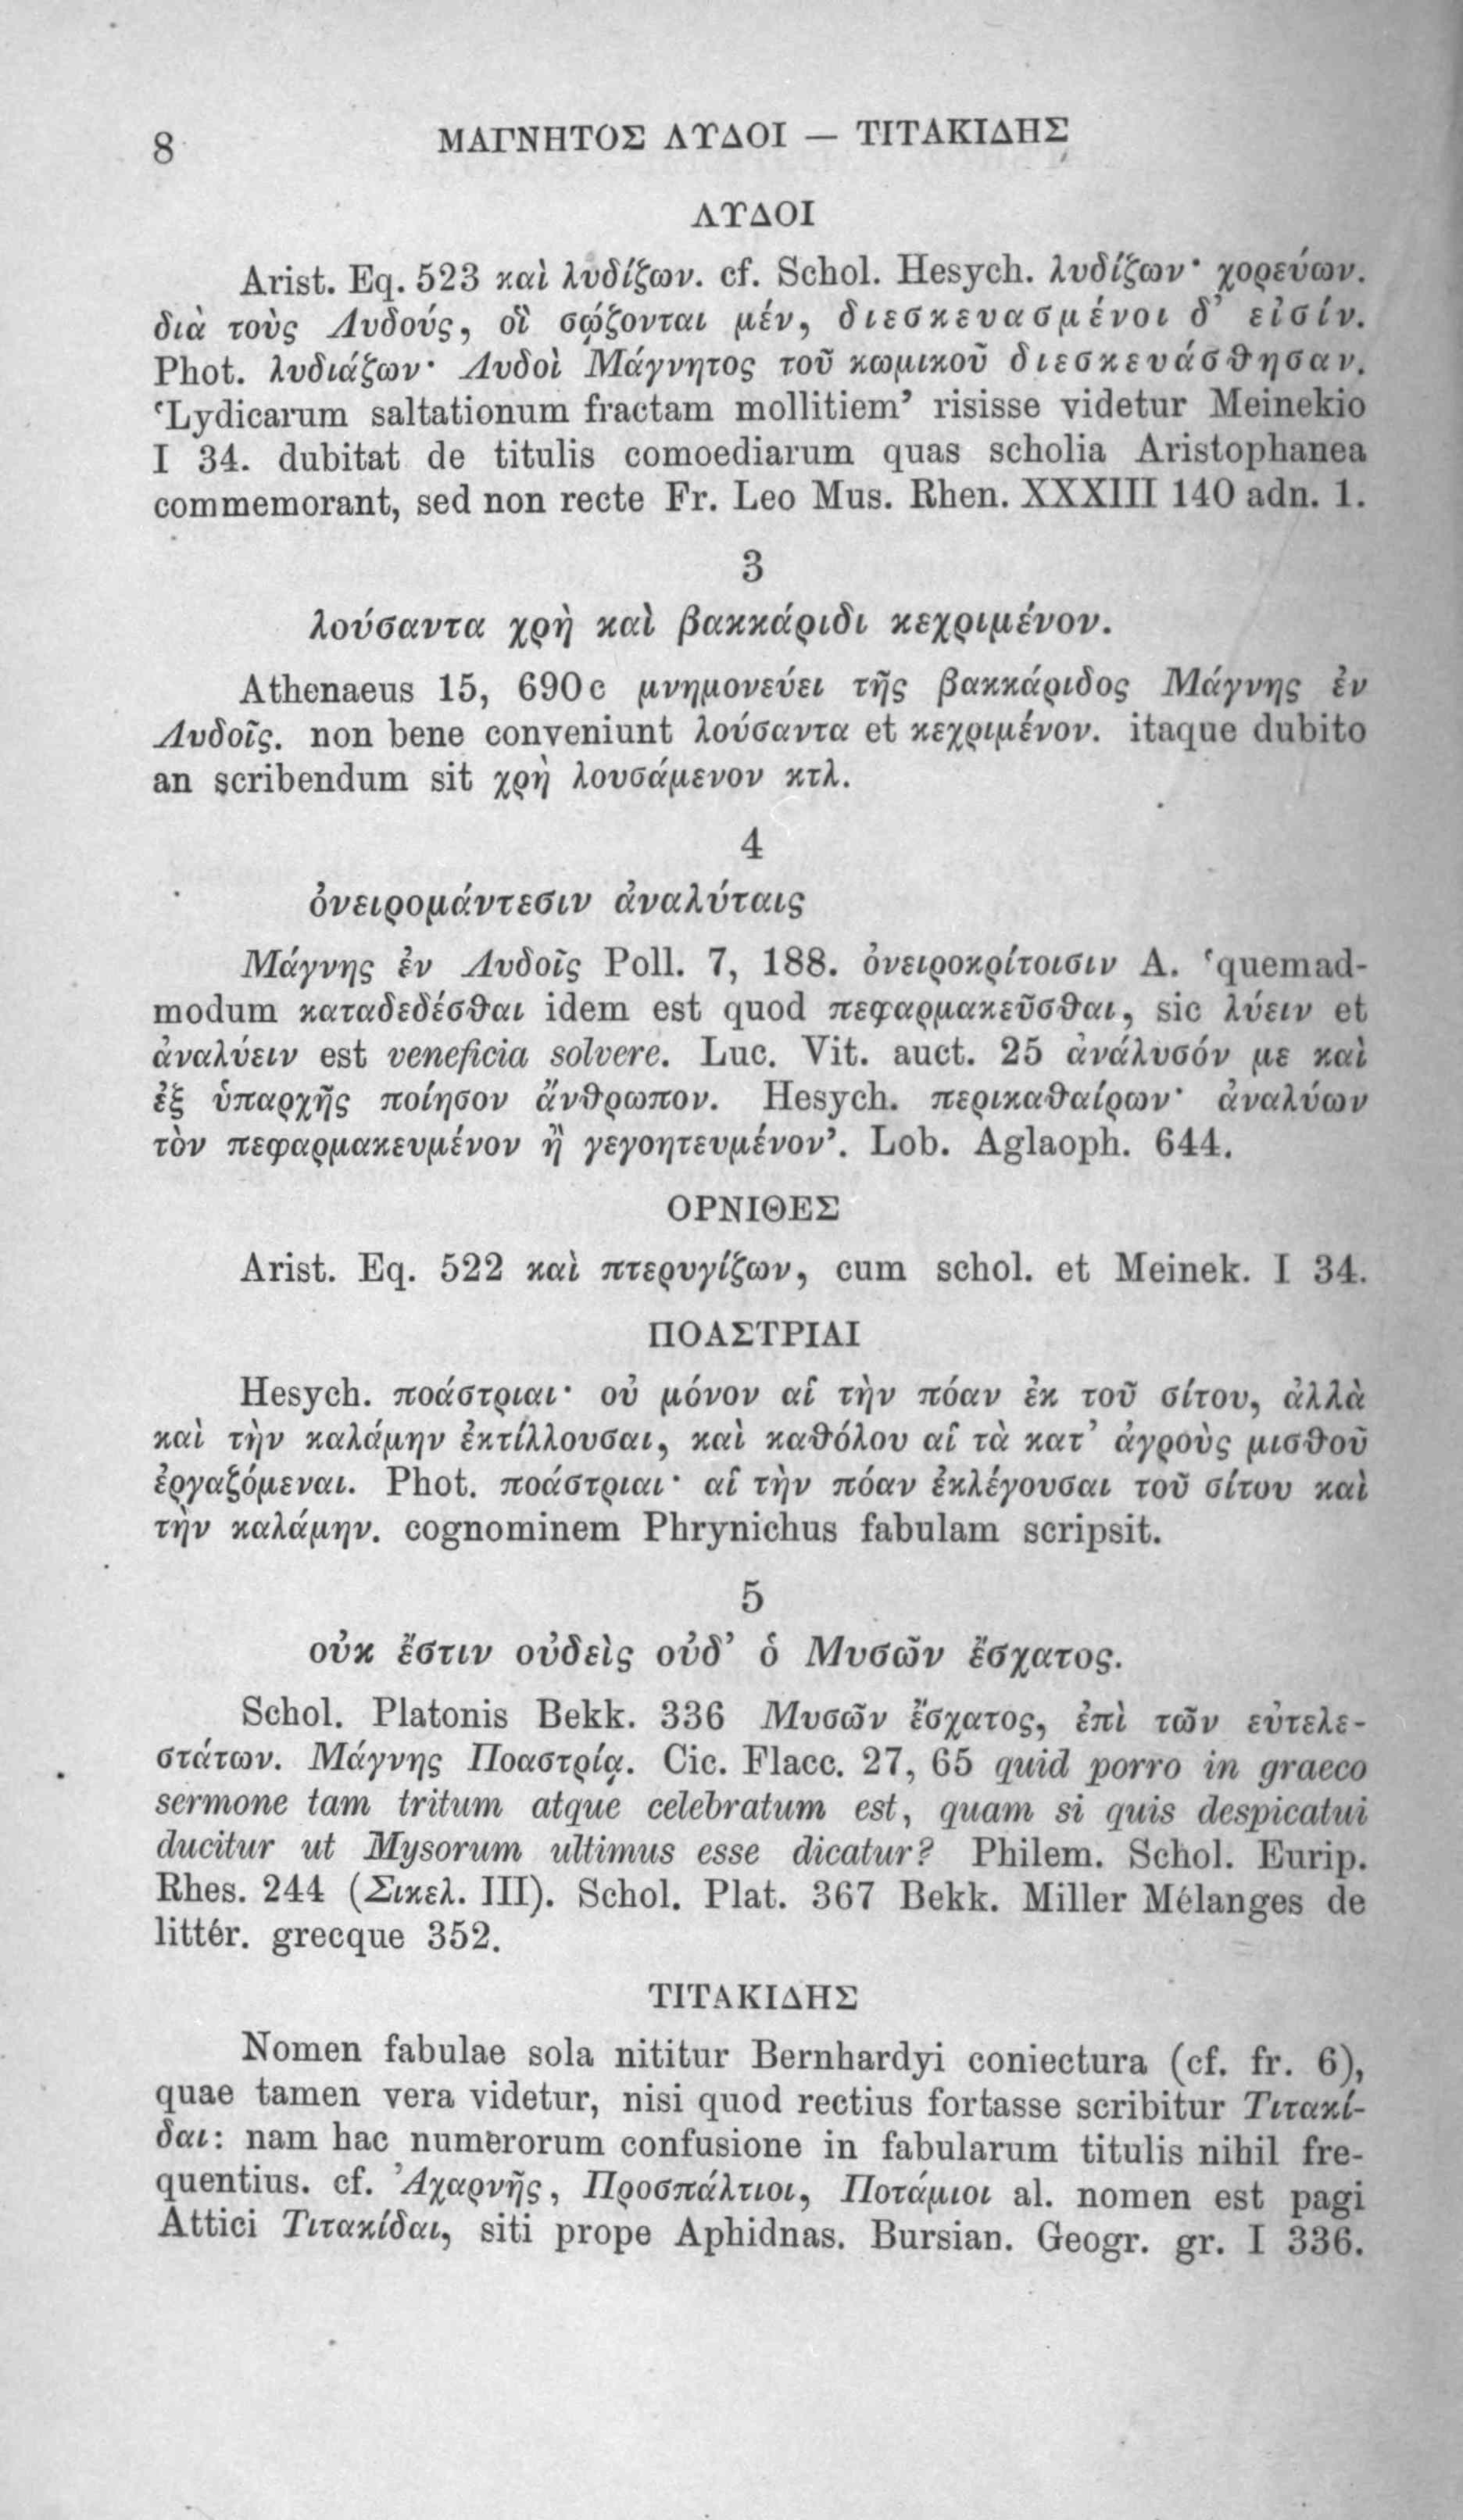 8 ΜΑΓΝΗΤΟΣ ΛΥΔΟΙ — ΤΙΤΑΚΙΔΗΣ
ΛΥΔΟΙ
Arist. Eq. 523 καὶ λυδίζων. cf. Schol. Hesych. λυδίζων· χορεύων.
διὰ τοὺς Λυδούς, οἳ σῴζονται μέν, διεσκευασμένοι δ’ εἰσίν.
Phot. λυδιάζων· Λυδοὶ Μάγνητος τοῦ κωμικοῦ διεσκευάσθησαν.
‘Lydicarum saltationum fractam mollitiem’ risisse videtur Meinekio
I 34. dubitat de titulis comoediarum quas scholia Aristophanea
commemorant, sed non recte Fr. Leo Mus. Rhen. XXXIII 140 adn. 1.
3
λούσαντα χρὴ καὶ βακκάριδι κεχριμένον.
Athenaeus 15, 690 c μνημονεύει τῆς βακκάριδος Μάγνης ἐν
Λυδοῖς. non bene conveniunt λούσαντα et κεχριμένον. itaque dubito
an scribendum sit χρὴ λουσάμενον κτλ.
4
ὀνειρομάντεσιν ἀναλύταις
Μάγνης ἐν Λυδοῖς Poll. 7, 188. ὀνειροκρίτοισιν A. ‘quemad-
modum καταδεδέσθαι idem est quod πεφαρμακεῦσθαι, sic λύειν et
ἀναλύειν est veneficia solvere. Luc. Vit. auct. 25 ἀνάλυσόν με καὶ
ἐξ ὑπαρχῆς ποίησον ἄνθρωπον. Hesych. περικαθαίρων· ἀναλύων
τὸν πεφαρμακευμένον ἢ γεγοητευμένον’. Lob. Aglaoph. 644.
ΟΡΝΙΘΕΣ
Arist. Eq. 522 καὶ πτερυγίζων, cum schol. et Meinek. I 34.
ΠΟΑΣΤΡΙΑΙ
Hesych. ποάστριαι· οὐ μόνον αἱ τὴν πόαν ἐκ τοῦ σίτου, ἀλλὰ
καὶ τὴν καλάμην ἐκτίλλουσαι, καὶ καθόλου αἱ τὰ κατ’ ἀγροὺς μισθοῦ
ἐργαζόμεναι. Phot. ποάστριαι· αἱ τὴν πόαν ἐκλέγουσαι τοῦ σίτου καὶ
τὴν καλάμην. cognominem Phrynichus fabulam scripsit.
5
οὐκ ἔστιν οὐδεὶς οὐδ’ ὁ Μυσῶν ἔσχατος.
Schol. Platonis Bekk. 336 Μυσῶν ἔσχατος, ἐπὶ τῶν εὐτελε-
στάτων. Μάγνης Ποαστρίᾳ. Cic. Flacc. 27, 65 quid porro in graeco
sermone tam tritum atque celebratum est, quam si quis despicatui
ducitur ut Mysorum ultimus esse dicatur? Philem. Schol. Eurip.
Rhes. 244 (Σικελ. III). Schol. Plat. 367 Bekk. Miller Mélanges de
littér. grecque 352.
ΤΙΤΑΚΙΔΗΣ
Nomen fabulae sola nititur Bernhardyi coniectura (cf. fr. 6),
quae tamen vera videtur, nisi quod rectius fortasse scribitur Τιτακί-
δαι: nam hac numerorum confusione in fabularum titulis nihil fre-
quentius. cf. Ἀχαρνῆς, Προσπάλτιοι, Ποτάμιοι al. nomen est pagi
Attici Τιτακίδαι, siti prope Aphidnas. Bursian. Geogr. gr. I 336.